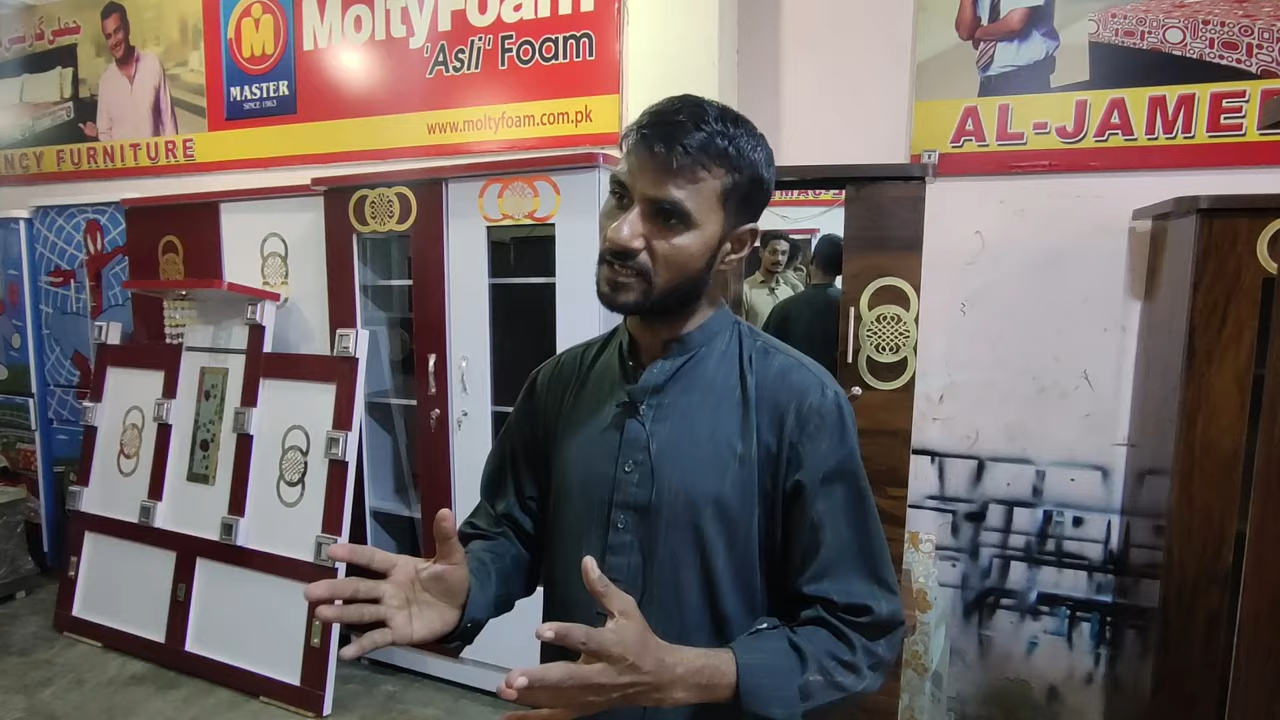 MoltyFoam
'Asli' Foam
M
MASTER
SINCE 1963
www.moltyfoam.com.pk
NCY FURNITURE
AL-JAMEE